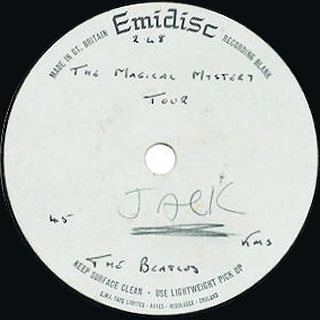 MADE IN GT. BRITAIN
Emidisc
RECORDING BLANK
248
THE MAGICAL MYSTERY
TOUR
JACK
45
KMS
THE BEATLES
KEEP SURFACE CLEAN • USE LIGHTWEIGHT PICK UP
E.M.I. TAPE LIMITED • HAYES • MIDDLESEX • ENGLAND